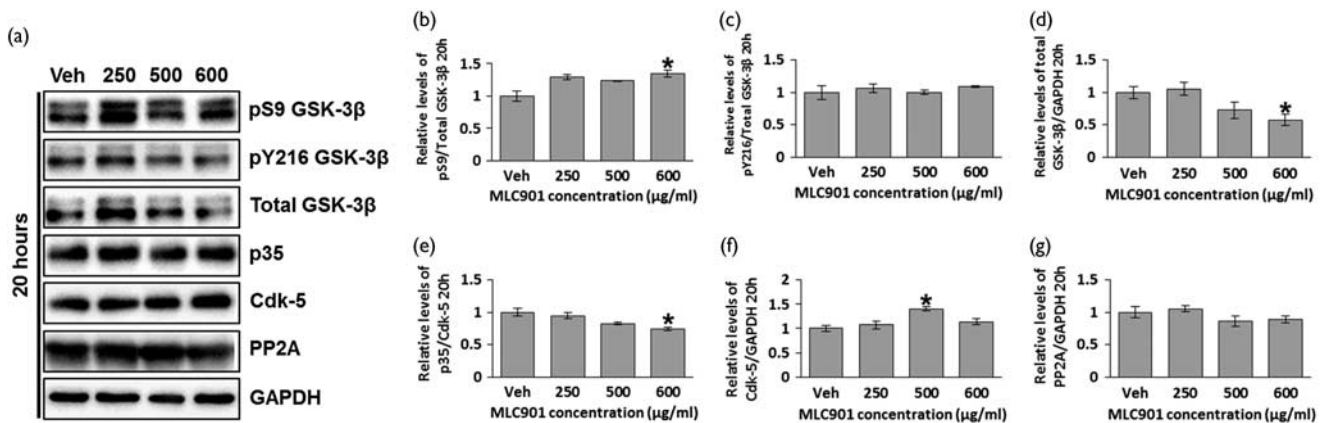 (a)
Veh 250 500 600
20 hours
pS9 GSK-3β
pY216 GSK-3β
Total GSK-3β
p35
Cdk-5
PP2A
GAPDH
(b)
Relative levels of
pS9/Total GSK-3β 20h
1.5
1
0.5
0
Veh 250 500 600
MLC901 concentration (µg/ml)
*
(c)
Relative levels of
pY216/Total GSK-3β 20h
1.5
1
0.5
0
Veh 250 500 600
MLC901 concentration (µg/ml)
(d)
Relative levels of total
GSK-3β/GAPDH 20h
1.5
1
0.5
0
Veh 250 500 600
MLC901 concentration (µg/ml)
*
(e)
Relative levels of
p35/Cdk-5 20h
1.5
1
0.5
0
Veh 250 500 600
MLC901 concentration (µg/ml)
*
(f)
Relative levels of
Cdk-5/GAPDH 20h
2
1.5
1
0.5
0
Veh 250 500 600
MLC901 concentration (µg/ml)
*
(g)
Relative levels of
PP2A/GAPDH 20h
1.5
1
0.5
0
Veh 250 500 600
MLC901 concentration (µg/ml)